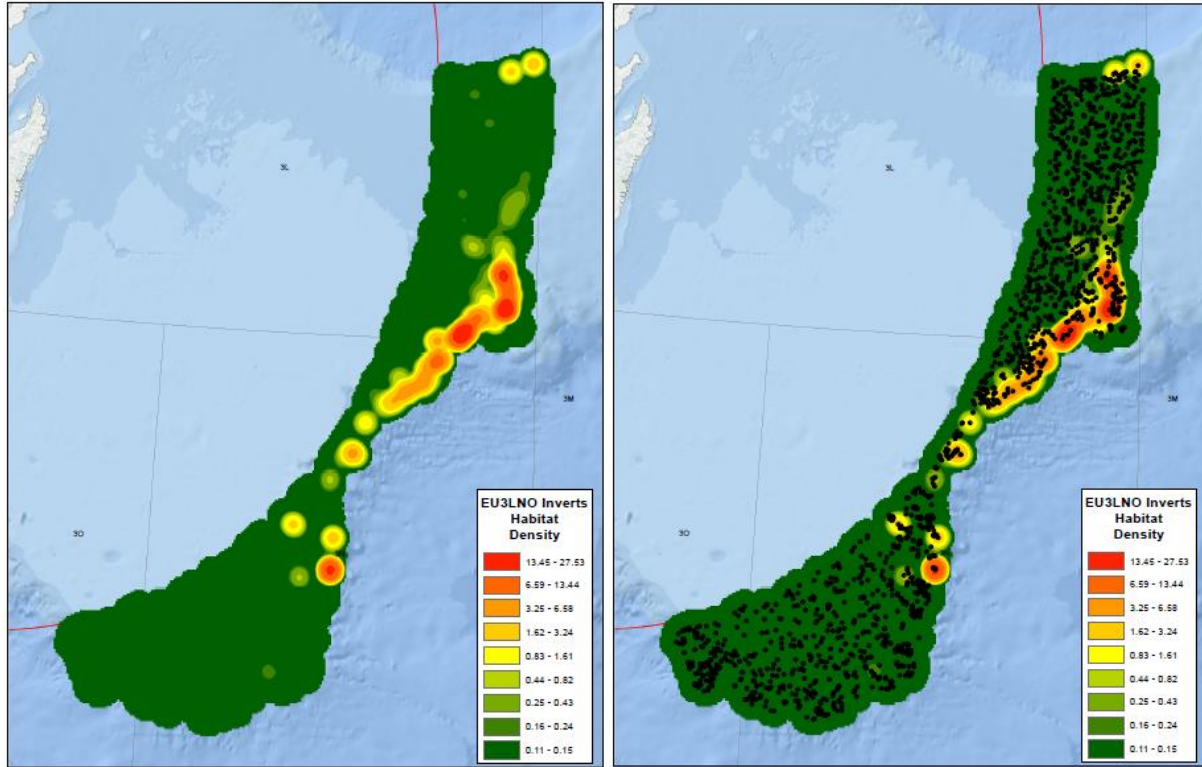 3L
3M
3O
EU3LNO Inverts
Habitat
Density
13.45 - 27.53
6.59 - 13.44
3.25 - 6.58
1.62 - 3.24
0.83 - 1.61
0.44 - 0.82
0.25 - 0.43
0.16 - 0.24
0.11 - 0.15
3L
3M
3O
EU3LNO Inverts
Habitat
Density
13.45 - 27.53
6.59 - 13.44
3.25 - 6.58
1.62 - 3.24
0.83 - 1.61
0.44 - 0.82
0.25 - 0.43
0.16 - 0.24
0.11 - 0.15